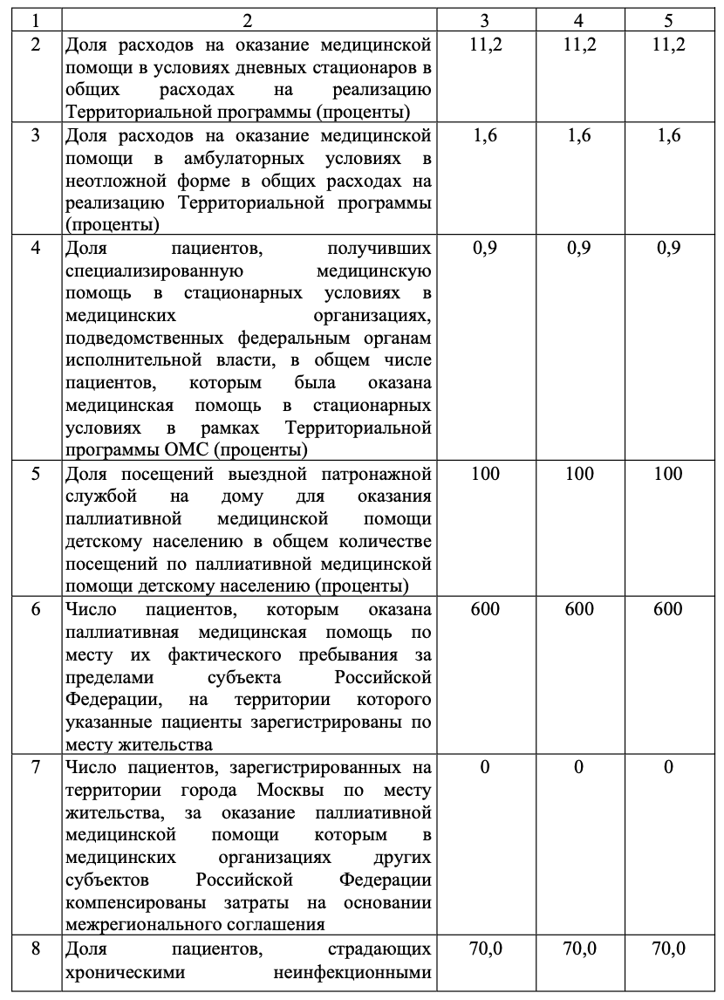 1 2 3 4 5
2 Доля расходов на оказание медицинской 11,2 11,2 11,2
помощи в условиях дневных стационаров в
общих расходах на реализацию
Территориальной программы (проценты)
3 Доля расходов на оказание медицинской 1,6 1,6 1,6
помощи в амбулаторных условиях в
неотложной форме в общих расходах на
реализацию Территориальной программы
(проценты)
4 Доля пациентов, получивших 0,9 0,9 0,9
специализированную медицинскую
помощь в стационарных условиях в
медицинских организациях,
подведомственных федеральным органам
исполнительной власти, в общем числе
пациентов, которым была оказана
медицинская помощь в стационарных
условиях в рамках Территориальной
программы ОМС (проценты)
5 Доля посещений выездной патронажной 100 100 100
службой на дому для оказания
паллиативной медицинской помощи
детскому населению в общем количестве
посещений по паллиативной медицинской
помощи детскому населению (проценты)
6 Число пациентов, которым оказана 600 600 600
паллиативная медицинская помощь по
месту их фактического пребывания за
пределами субъекта Российской
Федерации, на территории которого
указанные пациенты зарегистрированы по
месту жительства
7 Число пациентов, зарегистрированных на 0 0 0
территории города Москвы по месту
жительства, за оказание паллиативной
медицинской помощи которым в
медицинских организациях других
субъектов Российской Федерации
компенсированы затраты на основании
межрегионального соглашения
8 Доля пациентов, страдающих 70,0 70,0 70,0
хроническими неинфекционными